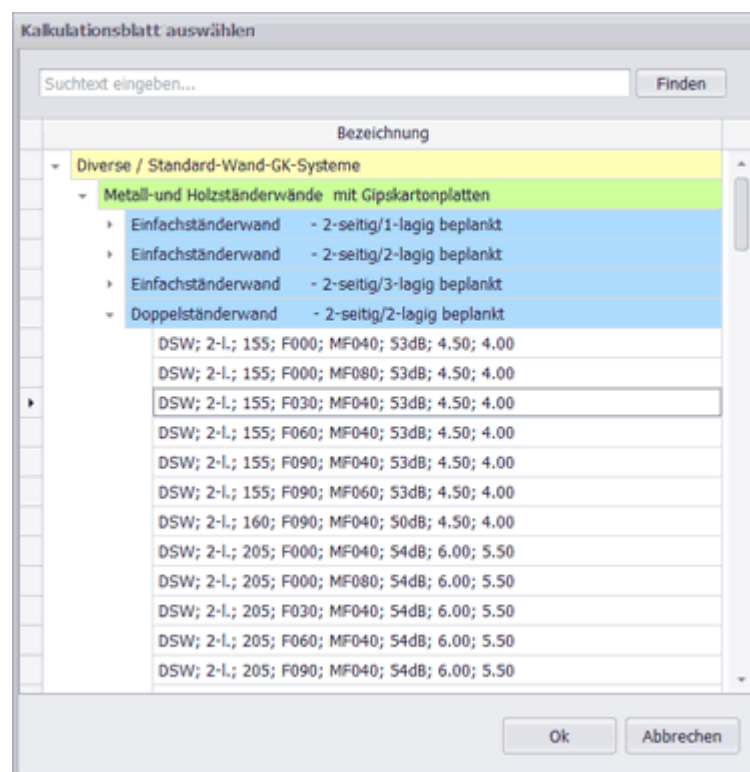 Kalkulationsblatt auswählen
Suchtext eingeben... Finden
Bezeichnung
Diverse / Standard-Wand-GK-Systeme
Metall-und Holzständerwände mit Gipskartonplatten
Einfachständerwand - 2-seitig/1-lagig beplankt
Einfachständerwand - 2-seitig/2-lagig beplankt
Einfachständerwand - 2-seitig/3-lagig beplankt
Doppelständerwand - 2-seitig/2-lagig beplankt
DSW; 2-l.; 155; F000; MF040; 53dB; 4.50; 4.00
DSW; 2-l.; 155; F000; MF080; 53dB; 4.50; 4.00
DSW; 2-l.; 155; F030; MF040; 53dB; 4.50; 4.00
DSW; 2-l.; 155; F060; MF040; 53dB; 4.50; 4.00
DSW; 2-l.; 155; F090; MF040; 53dB; 4.50; 4.00
DSW; 2-l.; 155; F090; MF060; 53dB; 4.50; 4.00
DSW; 2-l.; 160; F090; MF040; 50dB; 4.50; 4.00
DSW; 2-l.; 205; F000; MF040; 54dB; 6.00; 5.50
DSW; 2-l.; 205; F000; MF080; 54dB; 6.00; 5.50
DSW; 2-l.; 205; F030; MF040; 54dB; 6.00; 5.50
DSW; 2-l.; 205; F060; MF040; 54dB; 6.00; 5.50
DSW; 2-l.; 205; F090; MF040; 54dB; 6.00; 5.50
Ok Abbrechen